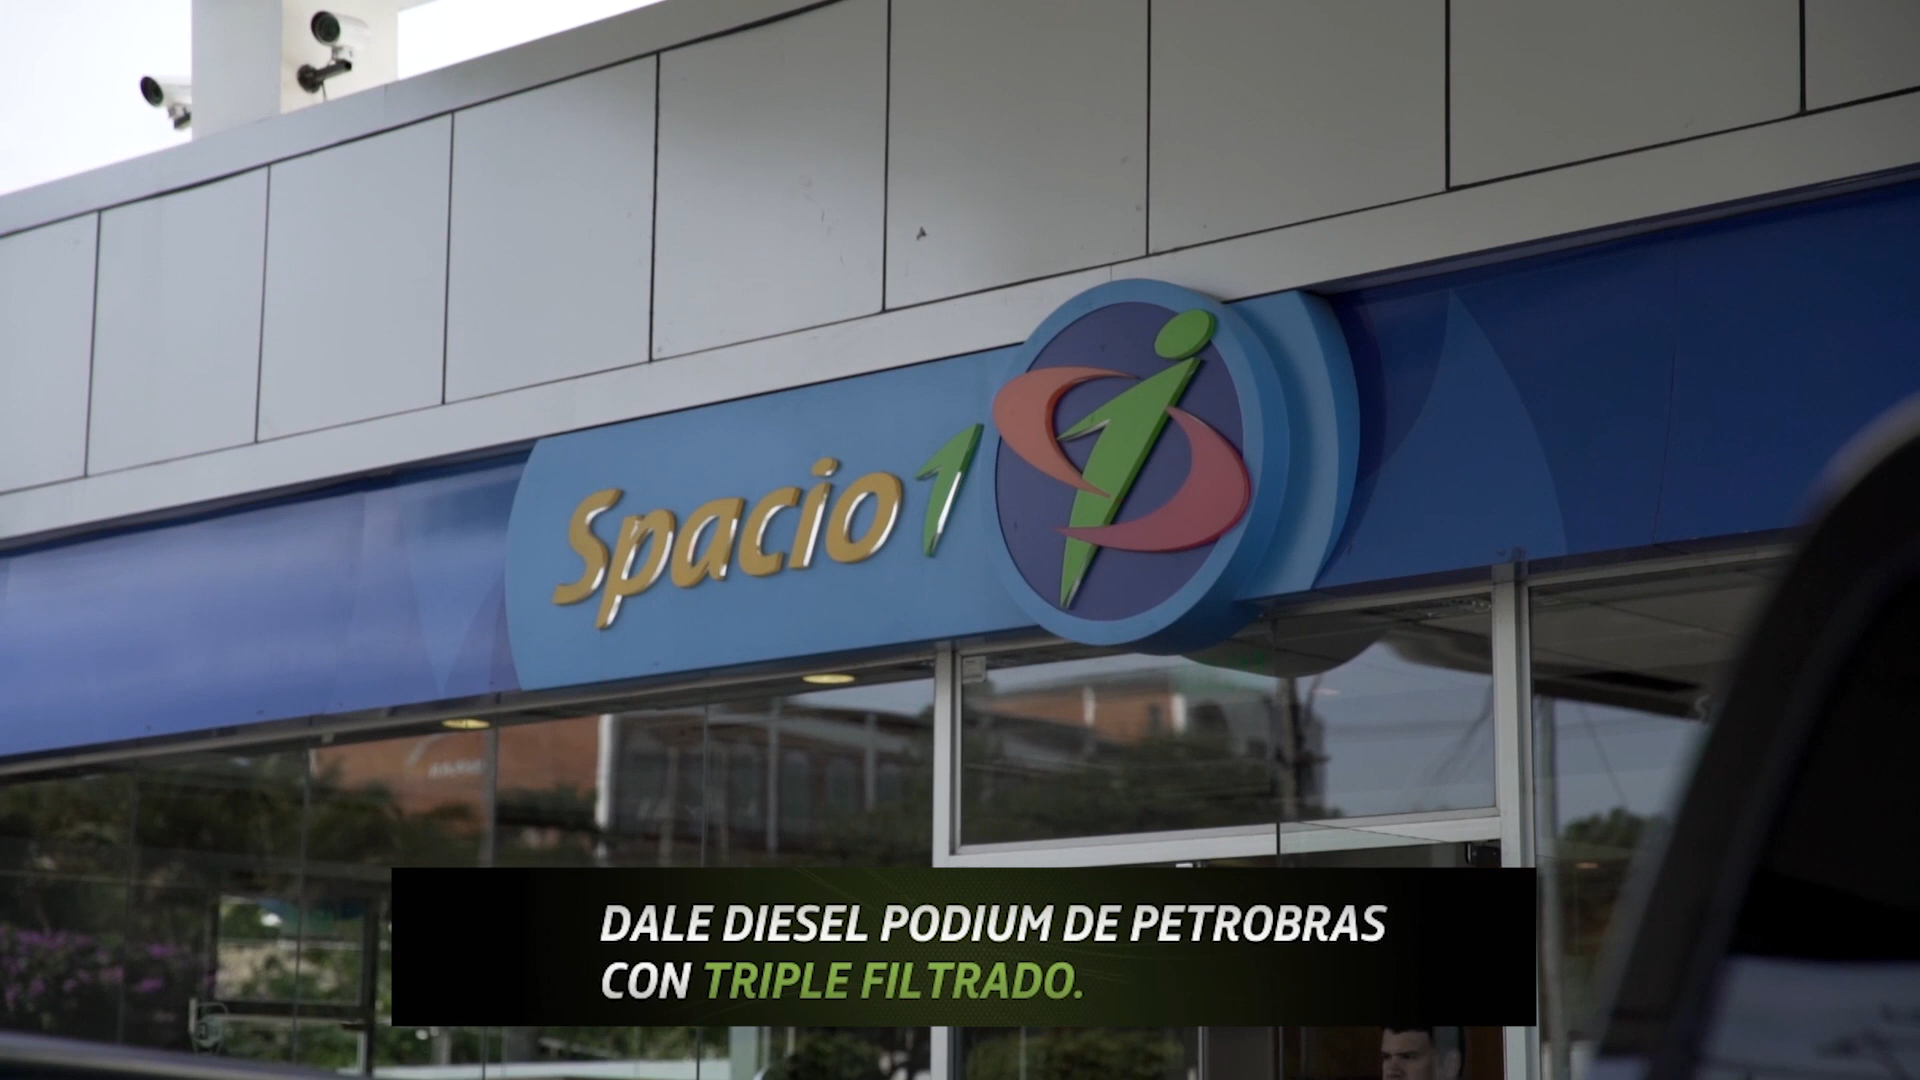 Spacio 1
DALE DIESEL PODIUM DE PETROBRAS
CON TRIPLE FILTRADO.